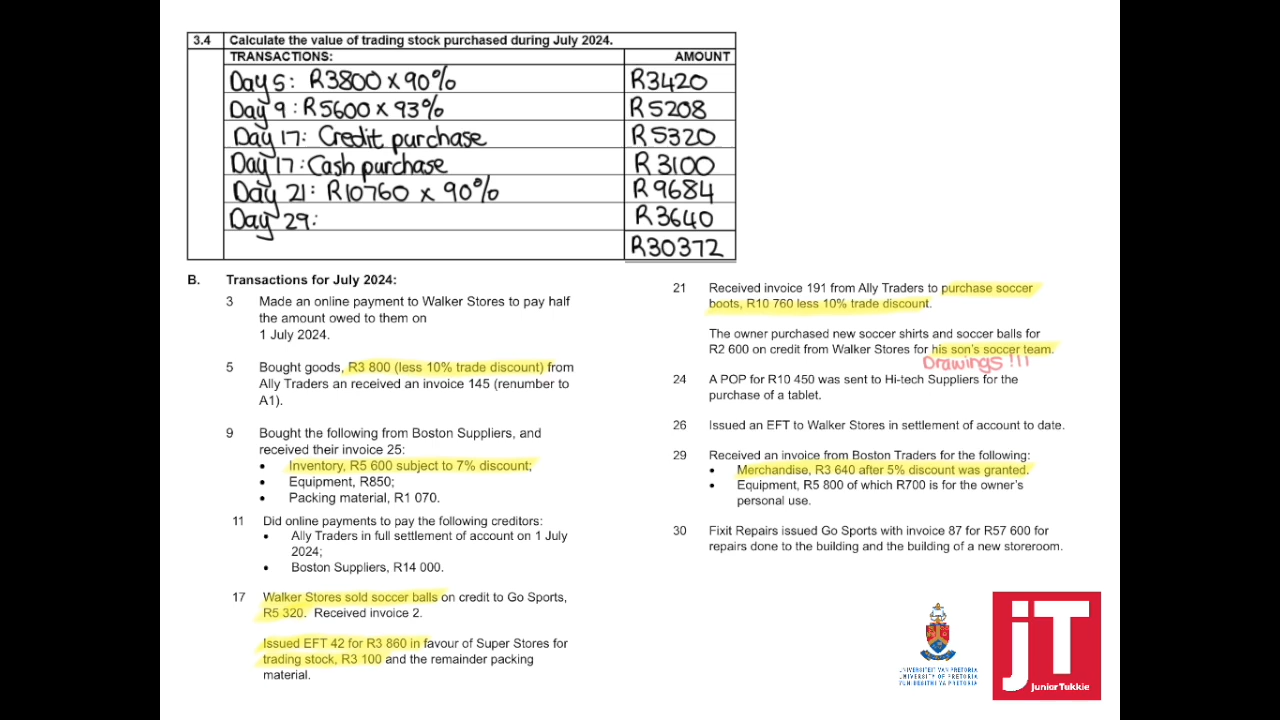 3.4 Calculate the value of trading stock purchased during July 2024.
TRANSACTIONS: AMOUNT
Day 5: R3800 x 90% R3420
Day 9: R5600 x 93% R5208
Day 17: Credit purchase R5320
Day 17: Cash purchase R3100
Day 21: R10760 x 90% R9684
Day 29: R3640
R30372
B. Transactions for July 2024:
3 Made an online payment to Walker Stores to pay half
the amount owed to them on
1 July 2024.
5 Bought goods, R3 800 (less 10% trade discount) from
Ally Traders an received an invoice 145 (renumber to
A1).
9 Bought the following from Boston Suppliers, and
received their invoice 25:
• Inventory, R5 600 subject to 7% discount;
• Equipment, R850;
• Packing material, R1 070.
11 Did online payments to pay the following creditors:
• Ally Traders in full settlement of account on 1 July
2024;
• Boston Suppliers, R14 000.
17 Walker Stores sold soccer balls on credit to Go Sports,
R5 320. Received invoice 2.
Issued EFT 42 for R3 860 in favour of Super Stores for
trading stock, R3 100 and the remainder packing
material.
21 Received invoice 191 from Ally Traders to purchase soccer
boots, R10 760 less 10% trade discount.
The owner purchased new soccer shirts and soccer balls for
R2 600 on credit from Walker Stores for his son's soccer team.
Drawings !!!
24 A POP for R10 450 was sent to Hi-tech Suppliers for the
purchase of a tablet.
26 Issued an EFT to Walker Stores in settlement of account to date.
29 Received an invoice from Boston Traders for the following:
• Merchandise, R3 640 after 5% discount was granted.
• Equipment, R5 800 of which R700 is for the owner's
personal use.
30 Fixit Repairs issued Go Sports with invoice 87 for R57 600 for
repairs done to the building and the building of a new storeroom.
UNIVERSITEIT VAN PRETORIA
UNIVERSITY OF PRETORIA
YUNIBESITHI YA PRETORIA
jT
Junior Tukkie